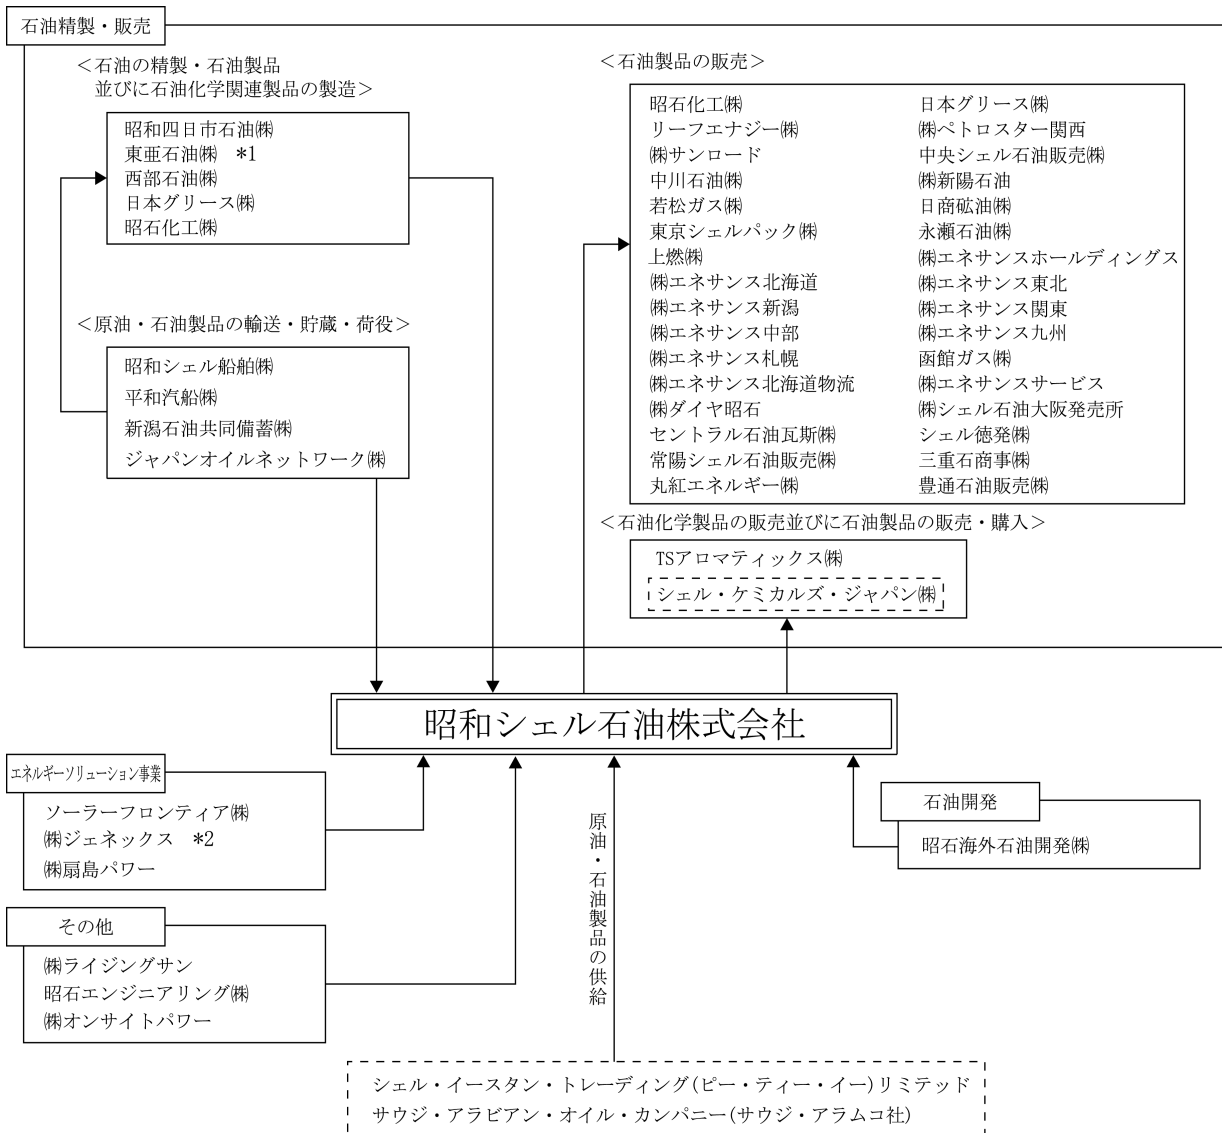 石油精製・販売
＜石油の精製・石油製品
並びに石油化学関連製品の製造＞
昭和四日市石油㈱
東亜石油㈱　*1
西部石油㈱
日本グリース㈱
昭石化工㈱
＜原油・石油製品の輸送・貯蔵・荷役＞
昭和シェル船舶㈱
平和汽船㈱
新潟石油共同備蓄㈱
ジャパンオイルネットワーク㈱
＜石油製品の販売＞
昭石化工㈱
リーフエナジー㈱
㈱サンロード
中川石油㈱
若松ガス㈱
東京シェルパック㈱
上燃㈱
㈱エネサンス北海道
㈱エネサンス新潟
㈱エネサンス中部
㈱エネサンス札幌
㈱エネサンス北海道物流
㈱ダイヤ昭石
セントラル石油瓦斯㈱
常陽シェル石油販売㈱
丸紅エネルギー㈱
日本グリース㈱
㈱ペトロスター関西
中央シェル石油販売㈱
㈱新陽石油
日商砿油㈱
永瀬石油㈱
㈱エネサンスホールディングス
㈱エネサンス東北
㈱エネサンス関東
㈱エネサンス九州
函館ガス㈱
㈱エネサンスサービス
㈱シェル石油大阪発売所
シェル徳発㈱
三重石商事㈱
豊通石油販売㈱
＜石油化学製品の販売並びに石油製品の販売・購入＞
TSアロマティックス㈱
シェル・ケミカルズ・ジャパン㈱
昭和シェル石油株式会社
エネルギーソリューション事業
ソーラーフロンティア㈱
㈱ジェネックス　*2
㈱扇島パワー
その他
㈱ライジングサン
昭石エンジニアリング㈱
㈱オンサイトパワー
原油・石油製品の供給
石油開発
昭石海外石油開発㈱
シェル・イースタン・トレーディング(ピー・ティー・イー)リミテッド
サウジ・アラビアン・オイル・カンパニー(サウジ・アラムコ社)